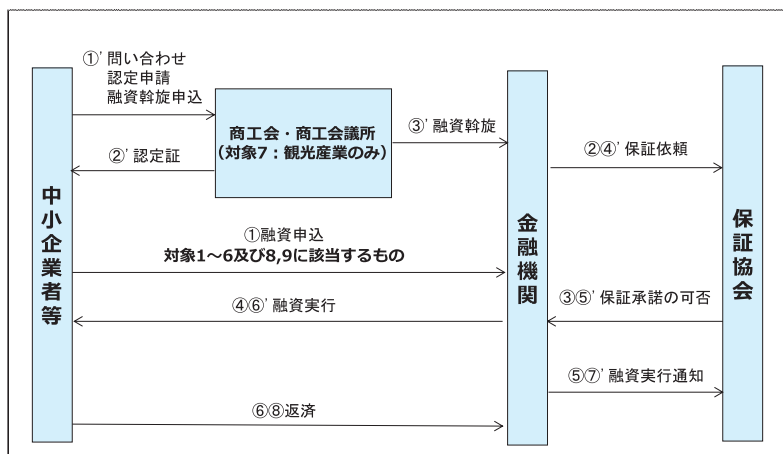 ①’問い合わせ
認定申請
融資斡旋申込
商工会・商工会議所
（対象7：観光産業のみ）
③’融資斡旋
②’認定証
②④’保証依頼
中小企業者等
金融機関
保証協会
①融資申込
対象1～6及び8,9に該当するもの
③⑤’保証承諾の可否
④⑥’融資実行
⑤⑦’融資実行通知
⑥⑧返済